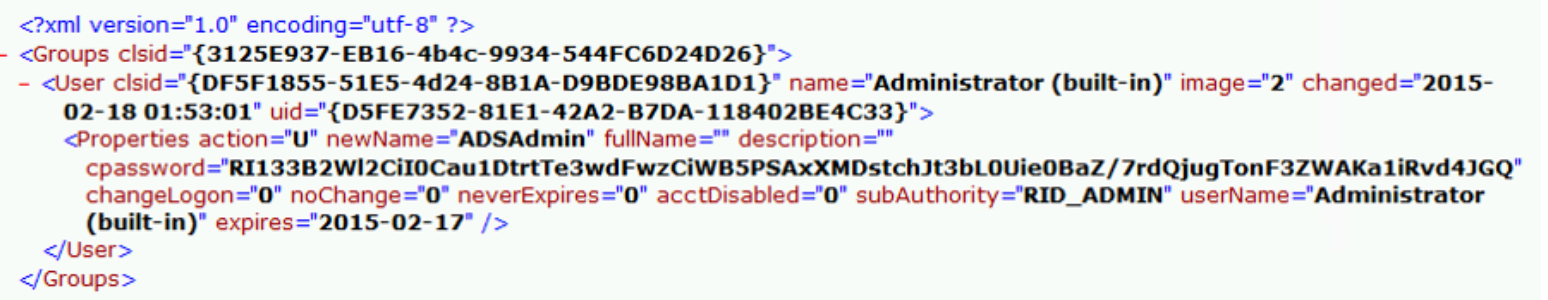 <?xml version="1.0" encoding="utf-8" ?>
- <Groups clsid="{3125E937-EB16-4b4c-9934-544FC6D24D26}">
- <User clsid="{DF5F1855-51E5-4d24-8B1A-D9BDE98BA1D1}" name="Administrator (built-in)" image="2" changed="2015-
02-18 01:53:01" uid="{D5FE7352-81E1-42A2-B7DA-118402BE4C33}">
<Properties action="U" newName="ADSAdmin" fullName="" description=""
cpassword="RI133B2Wl2CiI0Cau1DtrtTe3wdFwzCiWB5PSAxXMDstchJt3bL0Uie0BaZ/7rdQjugTonF3ZWAKa1iRvd4JGQ"
changeLogon="0" noChange="0" neverExpires="0" acctDisabled="0" subAuthority="RID_ADMIN" userName="Administrator
(built-in)" expires="2015-02-17" />
</User>
</Groups>